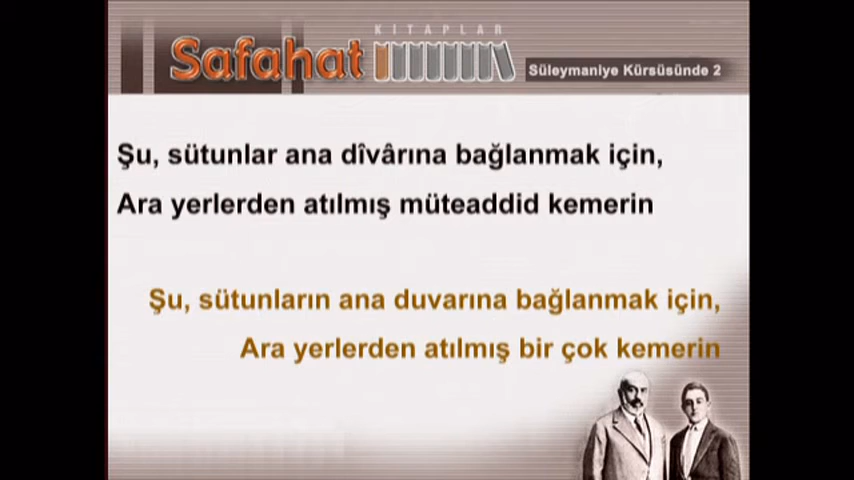 KİTAPLAR
Safahat
Süleymaniye Kürsüsünde 2
Şu, sütunlar ana dîvârına bağlanmak için,
Ara yerlerden atılmış müteaddid kemerin
Şu, sütunların ana duvarına bağlanmak için,
Ara yerlerden atılmış bir çok kemerin